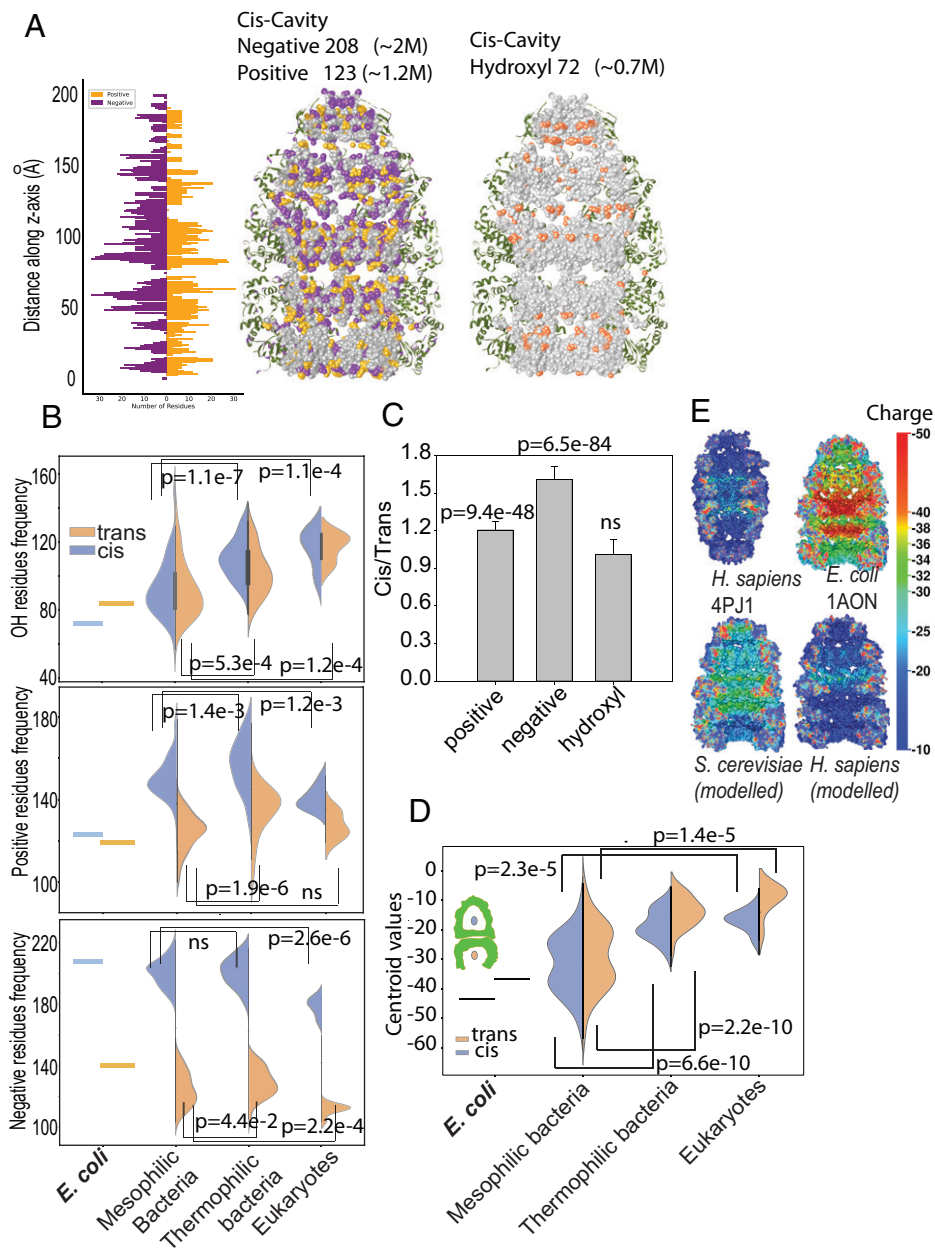 A
Cis-Cavity
Negative 208 (~2M)
Positive 123 (~1.2M)
Cis-Cavity
Hydroxyl 72 (~0.7M)
Distance along z-axis (Å)
200
150
100
50
0
Positive
Negative
30 20 10 0 10 20 30
Number of Residues
B
OH residues frequency
160
120
80
40
p=1.1e-7
p=1.1e-4
trans
cis
p=5.3e-4
p=1.2e-4
Positive residues frequency
180
140
100
p=1.4e-3
p=1.2e-3
p=1.9e-6
ns
Negative residues frequency
220
180
140
100
ns
p=2.6e-6
p=4.4e-2
p=2.2e-4
E. coli
Mesophilic
Bacteria
Thermophilic
bacteria
Eukaryotes
C
Cis/Trans
1.8
1.5
1.2
0.9
0.6
0.3
0.0
p=9.4e-48
p=6.5e-84
ns
positive
negative
hydroxyl
E
Charge
-50
-40
-38
-36
-34
-32
-30
-25
-20
-10
H. sapiens
4PJ1
E. coli
1AON
S. cerevisiae
(modelled)
H. sapiens
(modelled)
D
Centroid values
0
-10
-20
-30
-40
-50
-60
p=2.3e-5
p=1.4e-5
p=2.2e-10
p=6.6e-10
trans
cis
E. coli
Mesophilic bacteria
Thermophilic bacteria
Eukaryotes